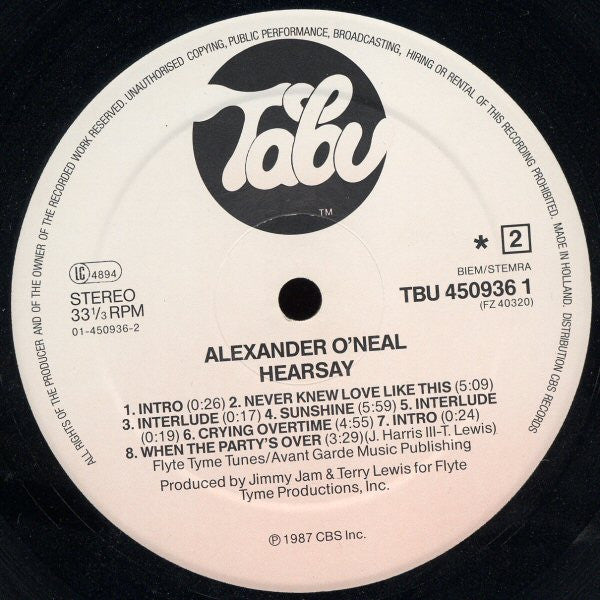 ALL RIGHTS OF THE PRODUCER AND OF THE OWNER OF THE RECORDED WORK RESERVED. UNAUTHORISED COPYING, PUBLIC PERFORMANCE, BROADCASTING, HIRING OR RENTAL OF THIS RECORDING PROHIBITED. MADE IN HOLLAND. DISTRIBUTION CBS RECORDS
Tabu
TM
* 2
LC 4894
BIEM/STEMRA
STEREO
TBU 450936 1
33 1/3 RPM
(FZ 40320)
01-450936-2
ALEXANDER O'NEAL
HEARSAY
1. INTRO (0:26) 2. NEVER KNEW LOVE LIKE THIS (5:09)
3. INTERLUDE (0:17) 4. SUNSHINE (5:59) 5. INTERLUDE
(0:19) 6. CRYING OVERTIME (4:55) 7. INTRO (0:24)
8. WHEN THE PARTY'S OVER (3:29)(J. Harris III-T. Lewis)
Flyte Tyme Tunes/Avant Garde Music Publishing
Produced by Jimmy Jam & Terry Lewis for Flyte
Tyme Productions, Inc.
℗ 1987 CBS Inc.